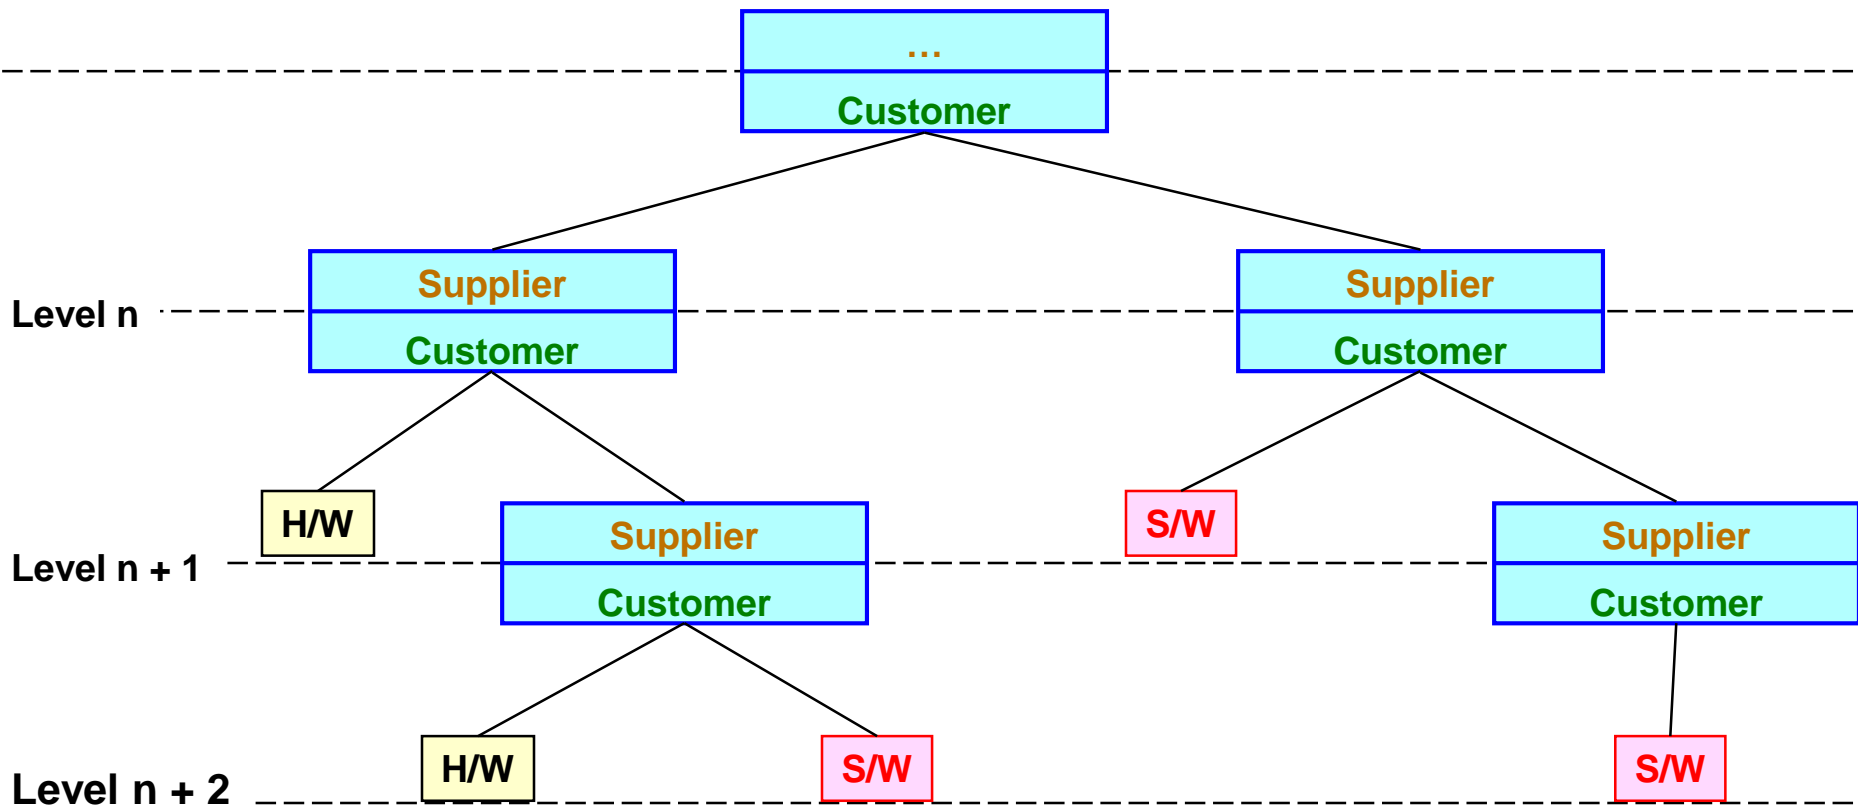 ...
Customer
Supplier
Supplier
Level n
Customer
Customer
H/W
S/W
Supplier
Supplier
Level n + 1
Customer
Customer
H/W
S/W
S/W
Level n + 2